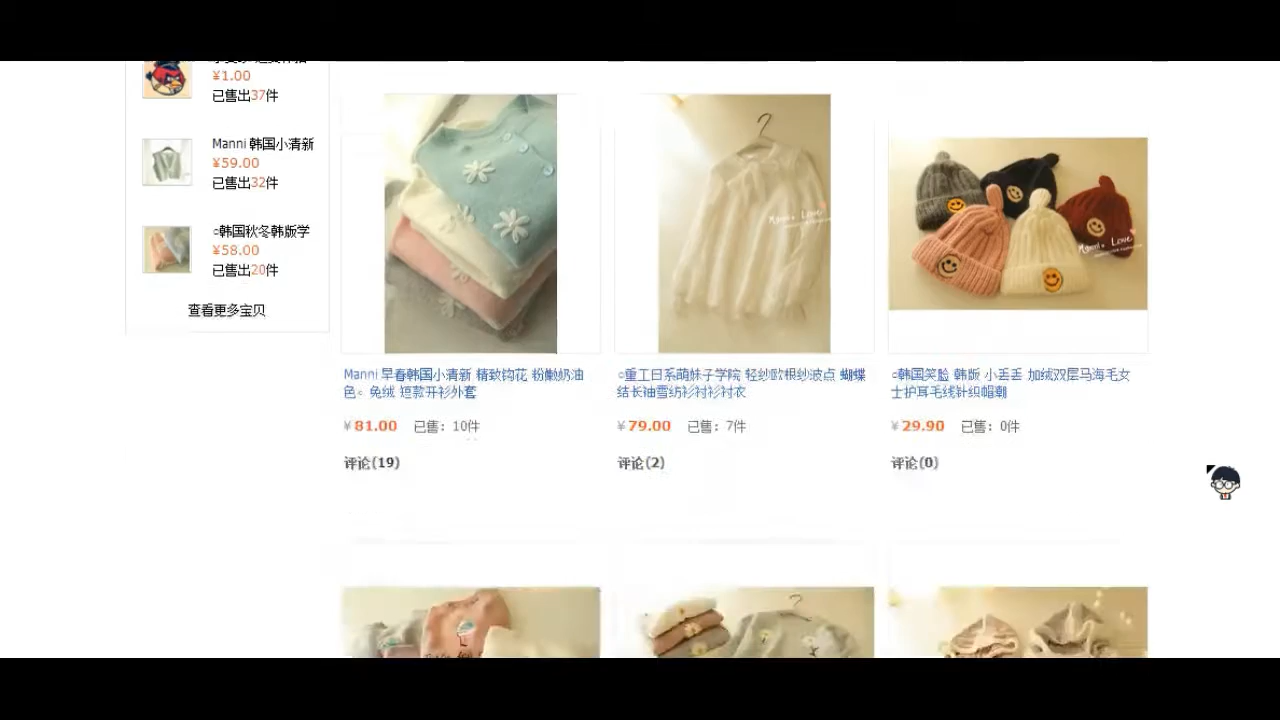 ¥1.00
已售出37件
Manni 韩国小清新
¥59.00
已售出32件
○韩国秋冬韩版学
¥58.00
已售出20件
查看更多宝贝
Manni。Love
Manni。Love
Manni 早春韩国小清新 精致钩花 粉嫩奶油
色。兔绒 短款开衫外套
¥81.00 已售：10件
评论(19)
○重工日系萌妹子学院 轻纱欧根纱波点 蝴蝶
结长袖雪纺衫衬衫衬衣
¥79.00 已售：7件
评论(2)
○韩国笑脸 韩版 小丢丢 加绒双层马海毛女
士护耳毛线针织帽潮
¥29.90 已售：0件
评论(0)